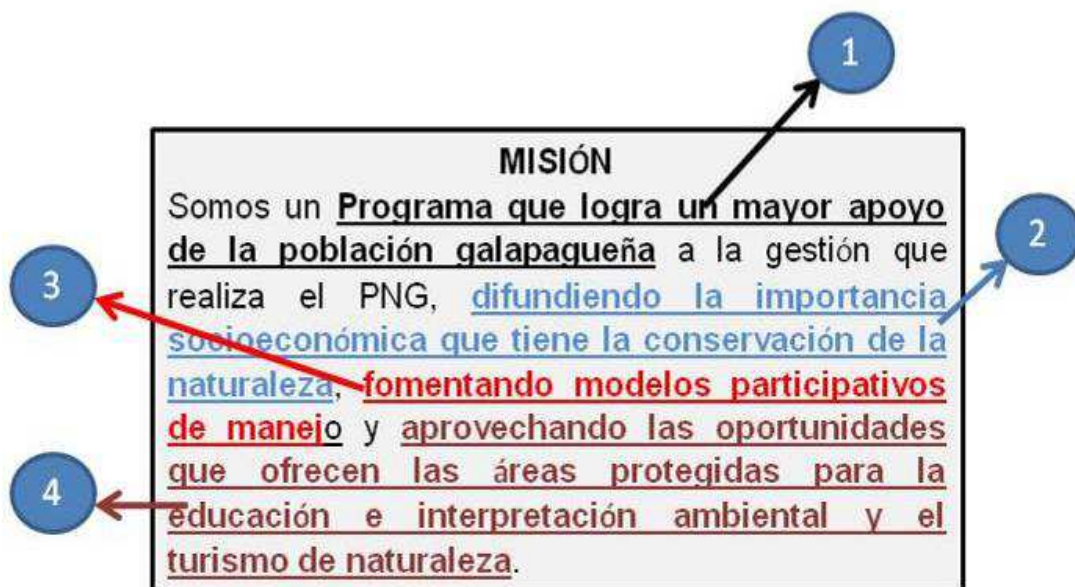 1
MISIÓN
Somos un Programa que logra un mayor apoyo
de la población galapagueña a la gestión que
2
realiza el PNG, difundiendo la importancia
3
socioeconómica que tiene la conservación de la
naturaleza, fomentando modelos participativos
de manejo y aprovechando las oportunidades
que ofrecen las áreas protegidas para la
4
educación e interpretación ambiental y el
turismo de naturaleza.